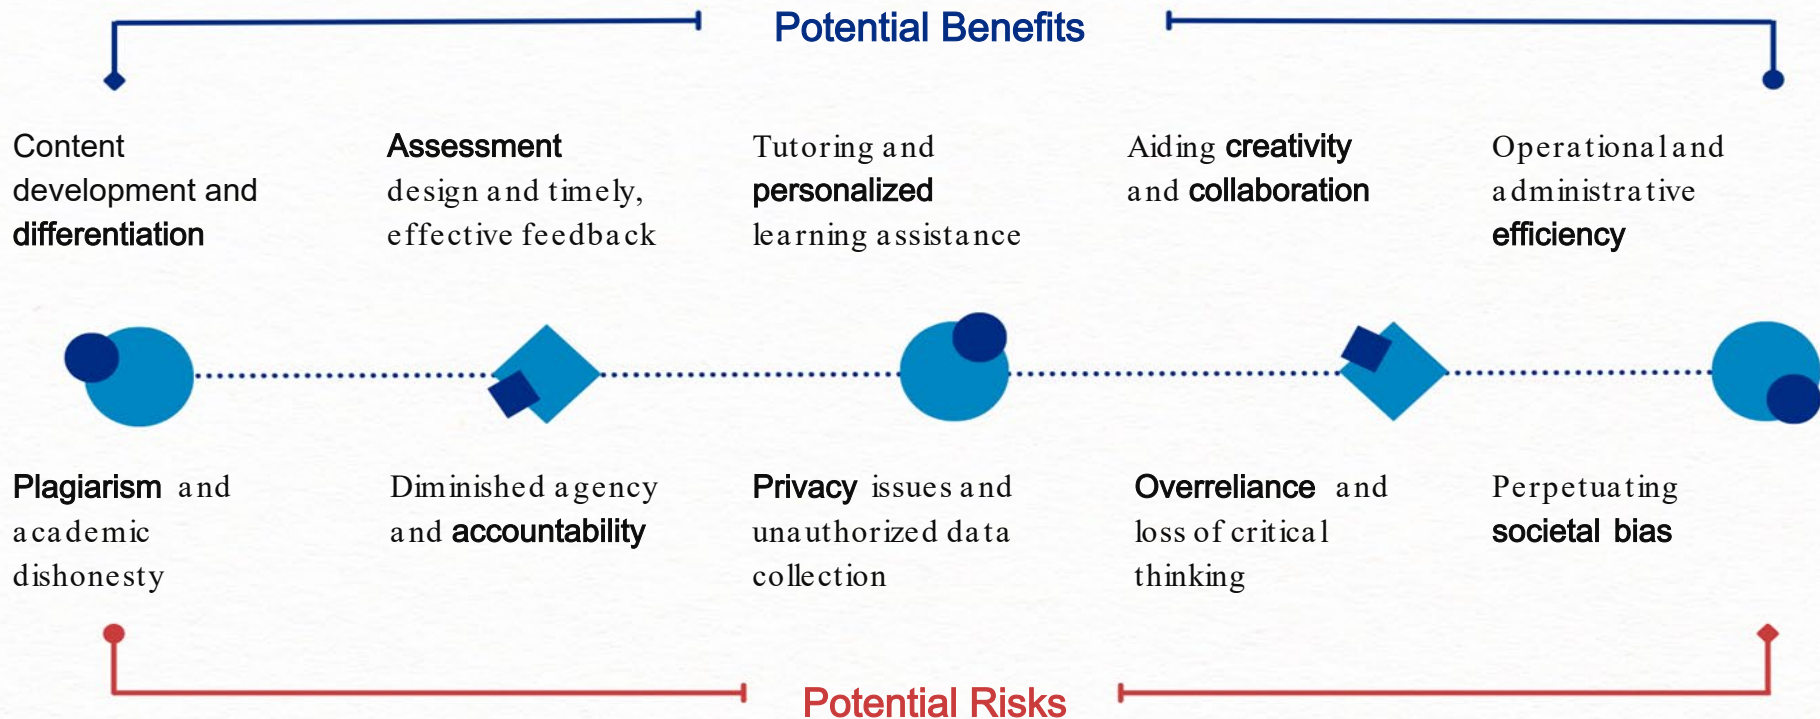 Potential Benefits
Content
development and
differentiation
Assessment
design and timely,
effective feedback
Tutoring and
personalized
learning assistance
Aiding creativity
and collaboration
Operational and
administrative
efficiency
Plagiarism and
academic
dishonesty
Diminished agency
and accountability
Privacy issues and
unauthorized data
collection
Overreliance and
loss of critical
thinking
Perpetuating
societal bias
Potential Risks